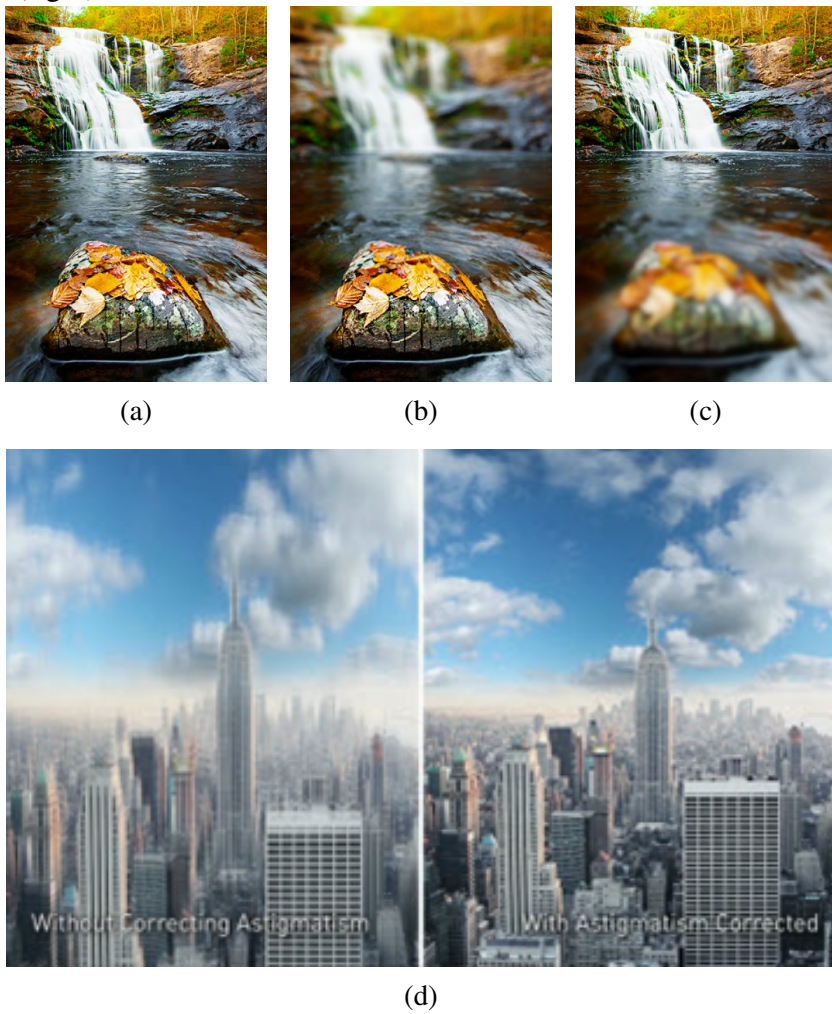 (a)
(b)
(c)
Without Correcting Astigmatism
With Astigmatism Corrected
(d)